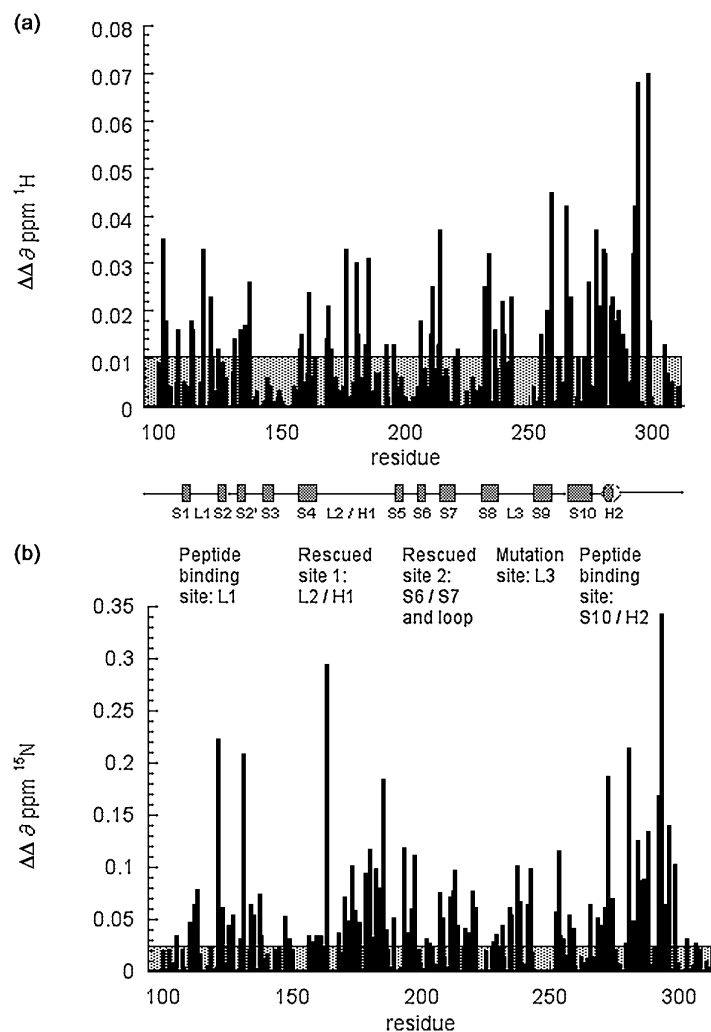 (a)
0.08
0.07
0.06
0.05
0.04
0.03
0.02
0.01
0
ΔΔ ∂ ppm ¹H
100 150 200 250 300
residue
S1 L1 S2 S2' S3 S4 L2 / H1 S5 S6 S7 S8 L3 S9 S10 H2
(b)
Peptide binding site: L1
Rescued site 1: L2 / H1
Rescued site 2: S6 / S7 and loop
Mutation site: L3
Peptide binding site: S10 / H2
0.35
0.3
0.25
0.2
0.15
0.1
0.05
0
ΔΔ ∂ ppm ¹⁵N
100 150 200 250 300
residue